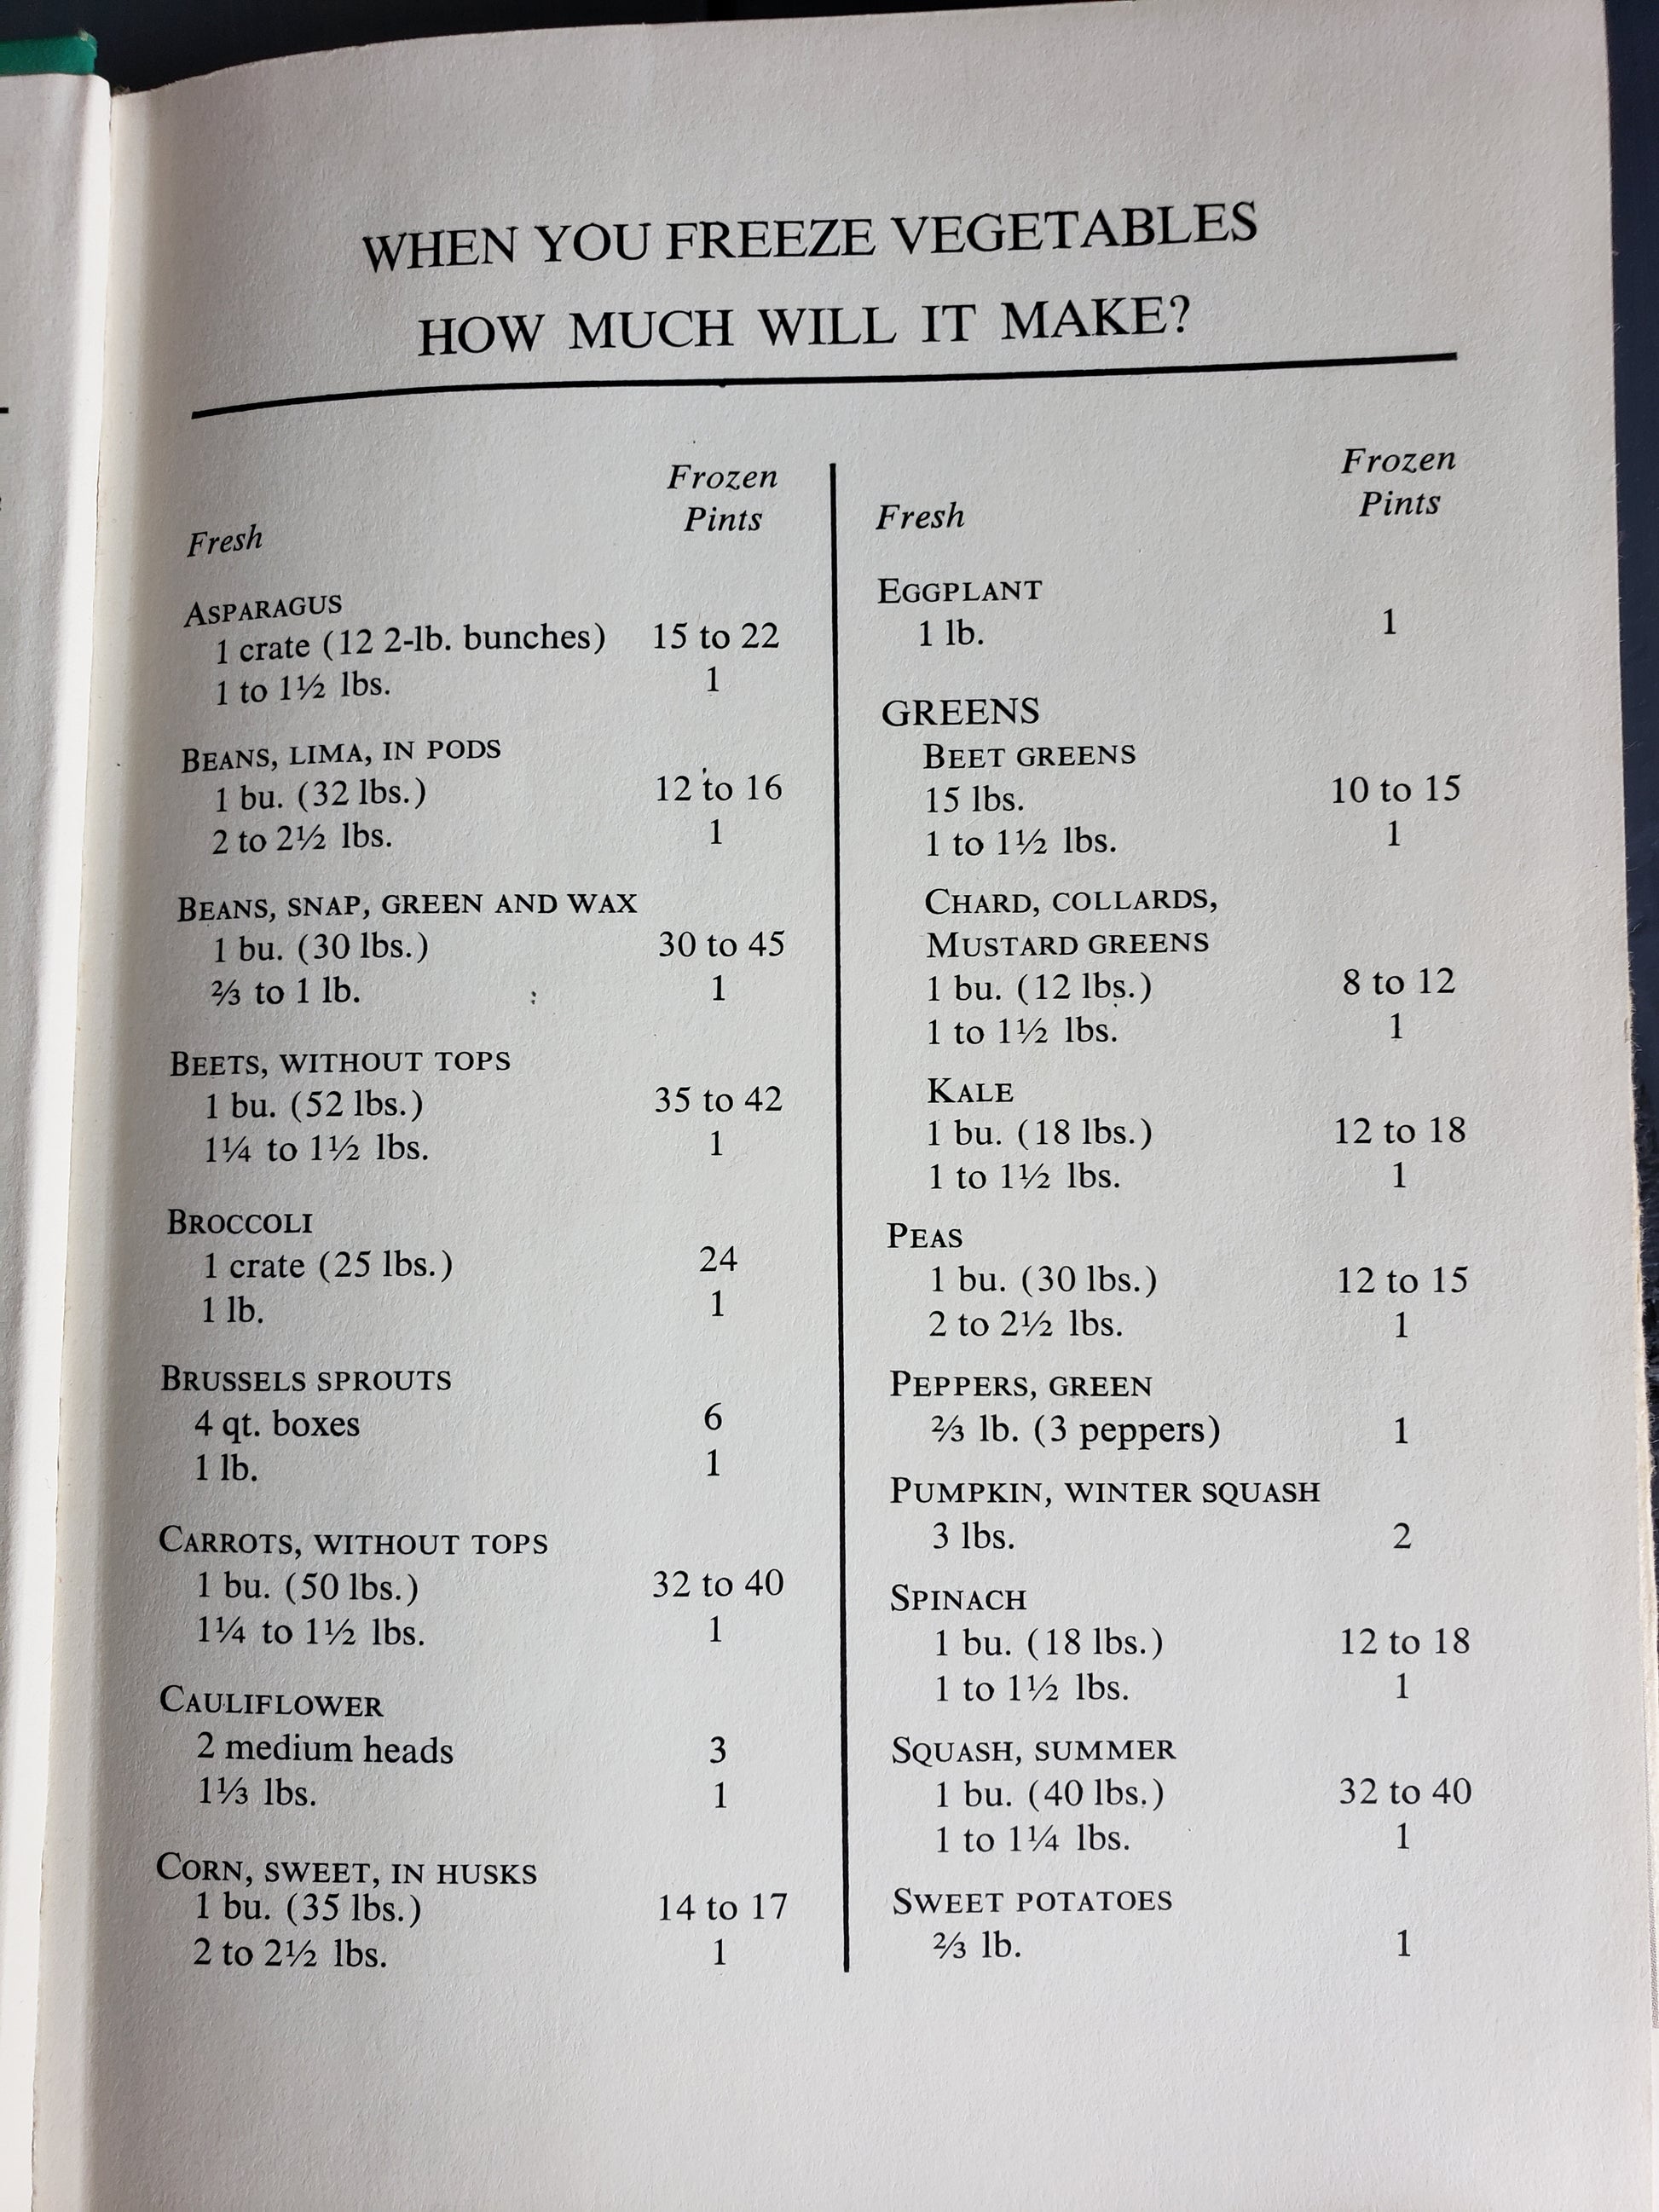 WHEN YOU FREEZE VEGETABLES
HOW MUCH WILL IT MAKE?
Fresh Frozen Pints
ASPARAGUS
1 crate (12 2-lb. bunches) 15 to 22
1 to 1½ lbs. 1
BEANS, LIMA, IN PODS
1 bu. (32 lbs.) 12 to 16
2 to 2½ lbs. 1
BEANS, SNAP, GREEN AND WAX
1 bu. (30 lbs.) 30 to 45
⅔ to 1 lb. 1
BEETS, WITHOUT TOPS
1 bu. (52 lbs.) 35 to 42
1¼ to 1½ lbs. 1
BROCCOLI
1 crate (25 lbs.) 24
1 lb. 1
BRUSSELS SPROUTS
4 qt. boxes 6
1 lb. 1
CARROTS, WITHOUT TOPS
1 bu. (50 lbs.) 32 to 40
1¼ to 1½ lbs. 1
CAULIFLOWER
2 medium heads 3
1⅓ lbs. 1
CORN, SWEET, IN HUSKS
1 bu. (35 lbs.) 14 to 17
2 to 2½ lbs. 1
Fresh Frozen Pints
EGGPLANT
1 lb. 1
GREENS
BEET GREENS
15 lbs. 10 to 15
1 to 1½ lbs. 1
CHARD, COLLARDS,
MUSTARD GREENS
1 bu. (12 lbs.) 8 to 12
1 to 1½ lbs. 1
KALE
1 bu. (18 lbs.) 12 to 18
1 to 1½ lbs. 1
PEAS
1 bu. (30 lbs.) 12 to 15
2 to 2½ lbs. 1
PEPPERS, GREEN
⅔ lb. (3 peppers) 1
PUMPKIN, WINTER SQUASH
3 lbs. 2
SPINACH
1 bu. (18 lbs.) 12 to 18
1 to 1½ lbs. 1
SQUASH, SUMMER
1 bu. (40 lbs.) 32 to 40
1 to 1¼ lbs. 1
SWEET POTATOES
⅔ lb. 1